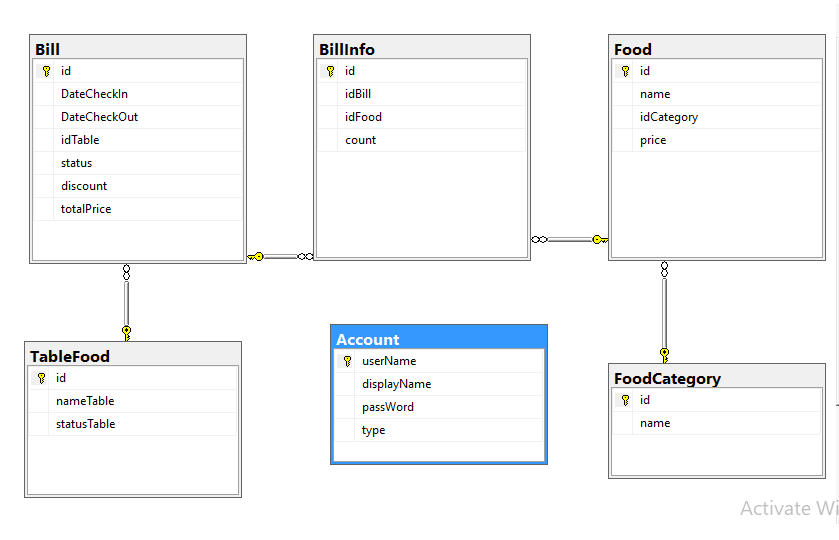 Bill
id
DateCheckIn
DateCheckOut
idTable
status
discount
totalPrice
BillInfo
id
idBill
idFood
count
Food
id
name
idCategory
price
TableFood
id
nameTable
statusTable
Account
userName
displayName
passWord
type
FoodCategory
id
name
Activate